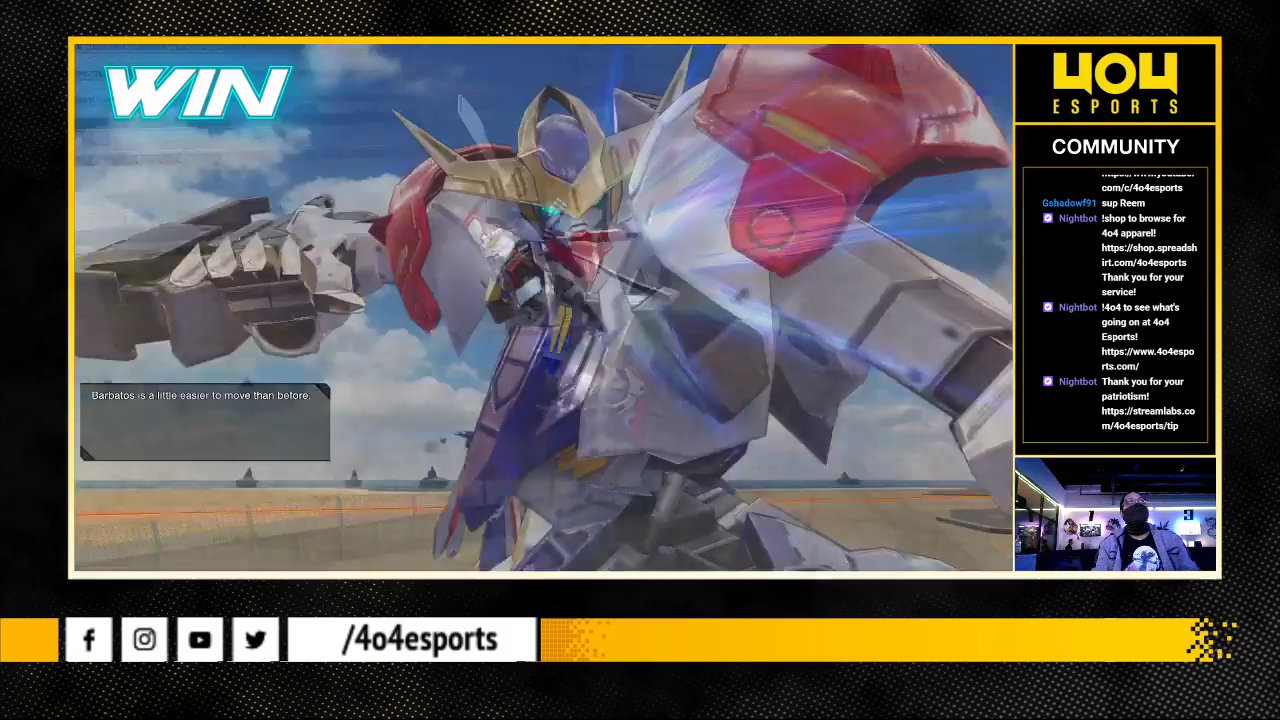 WIN
Barbatos is a little easier to move than before.
4O4
ESPORTS
COMMUNITY
com/c/4o4esports
Gshadowf91 sup Reem
Nightbot !shop to browse for
4o4 apparel!
https://shop.spreadsh
irt.com/4o4esports
Thank you for your
service!
Nightbot !4o4 to see what's
going on at 4o4
Esports!
https://www.4o4espo
rts.com/
Nightbot Thank you for your
patriotism!
https://streamlabs.co
m/4o4esports/tip
/4o4esports